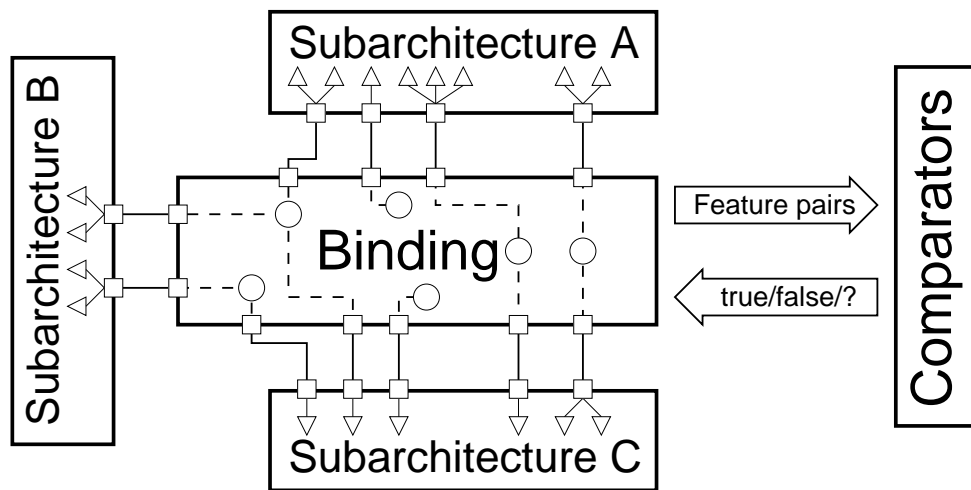 Subarchitecture A
Subarchitecture B
Binding
Feature pairs
true/false/?
Comparators
Subarchitecture C